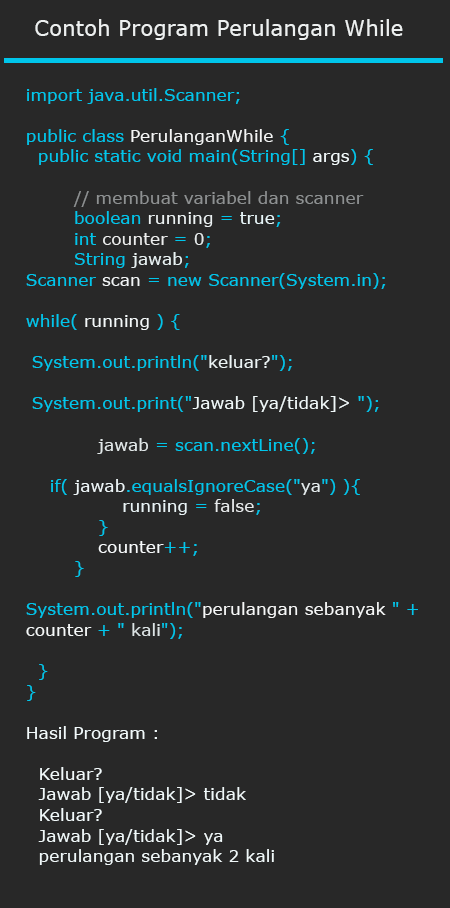 Contoh Program Perulangan While
import java.util.Scanner;
public class PerulanganWhile {
public static void main(String[] args) {
// membuat variabel dan scanner
boolean running = true;
int counter = 0;
String jawab;
Scanner scan = new Scanner(System.in);
while( running ) {
System.out.println("keluar?");
System.out.print("Jawab [ya/tidak]> ");
jawab = scan.nextLine();
if( jawab.equalsIgnoreCase("ya") ){
running = false;
}
counter++;
}
System.out.println("perulangan sebanyak " +
counter + " kali");
}
}
Hasil Program :
Keluar?
Jawab [ya/tidak]> tidak
Keluar?
Jawab [ya/tidak]> ya
perulangan sebanyak 2 kali